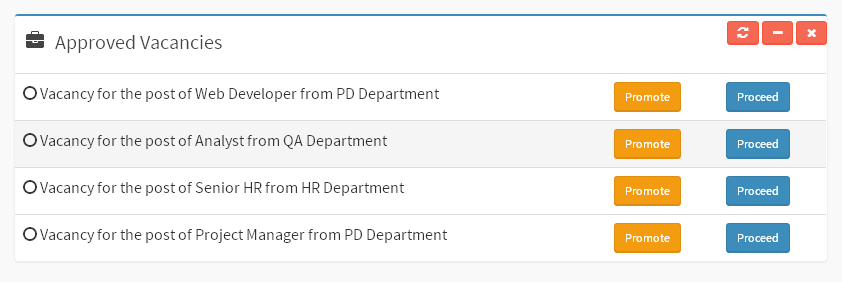 Approved Vacancies
Vacancy for the post of Web Developer from PD Department Promote Proceed
Vacancy for the post of Analyst from QA Department Promote Proceed
Vacancy for the post of Senior HR from HR Department Promote Proceed
Vacancy for the post of Project Manager from PD Department Promote Proceed